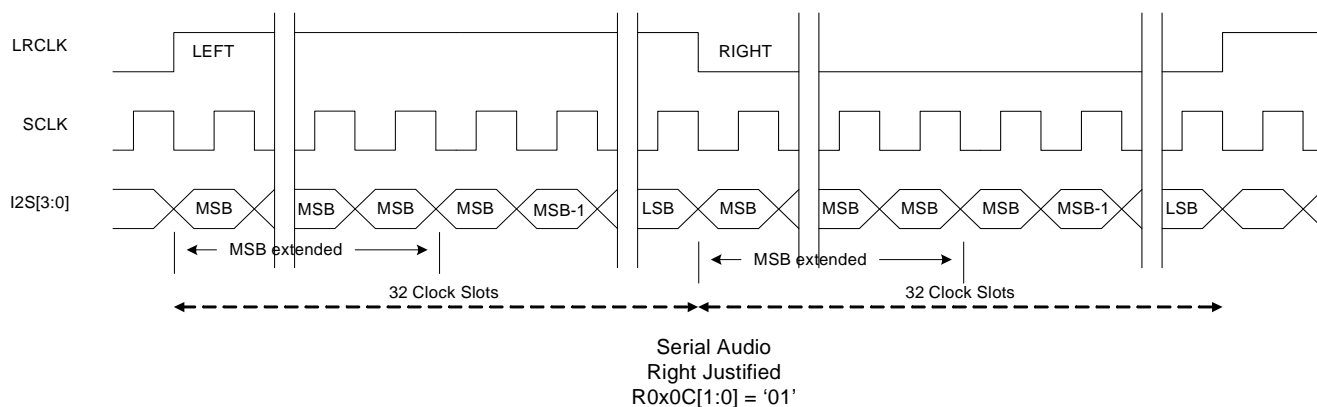 LRCLK
LEFT
RIGHT
SCLK
I2S[3:0]
MSB MSB MSB MSB MSB-1 LSB MSB MSB MSB MSB MSB-1 LSB
MSB extended
MSB extended
32 Clock Slots
32 Clock Slots
Serial Audio
Right Justified
R0x0C[1:0] = ‘01’